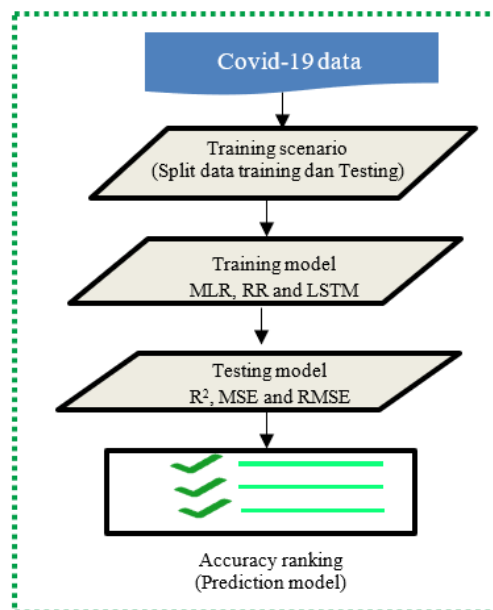 Covid-19 data
Training scenario
(Split data training dan Testing)
Training model
MLR, RR and LSTM
Testing model
R², MSE and RMSE
Accuracy ranking
(Prediction model)